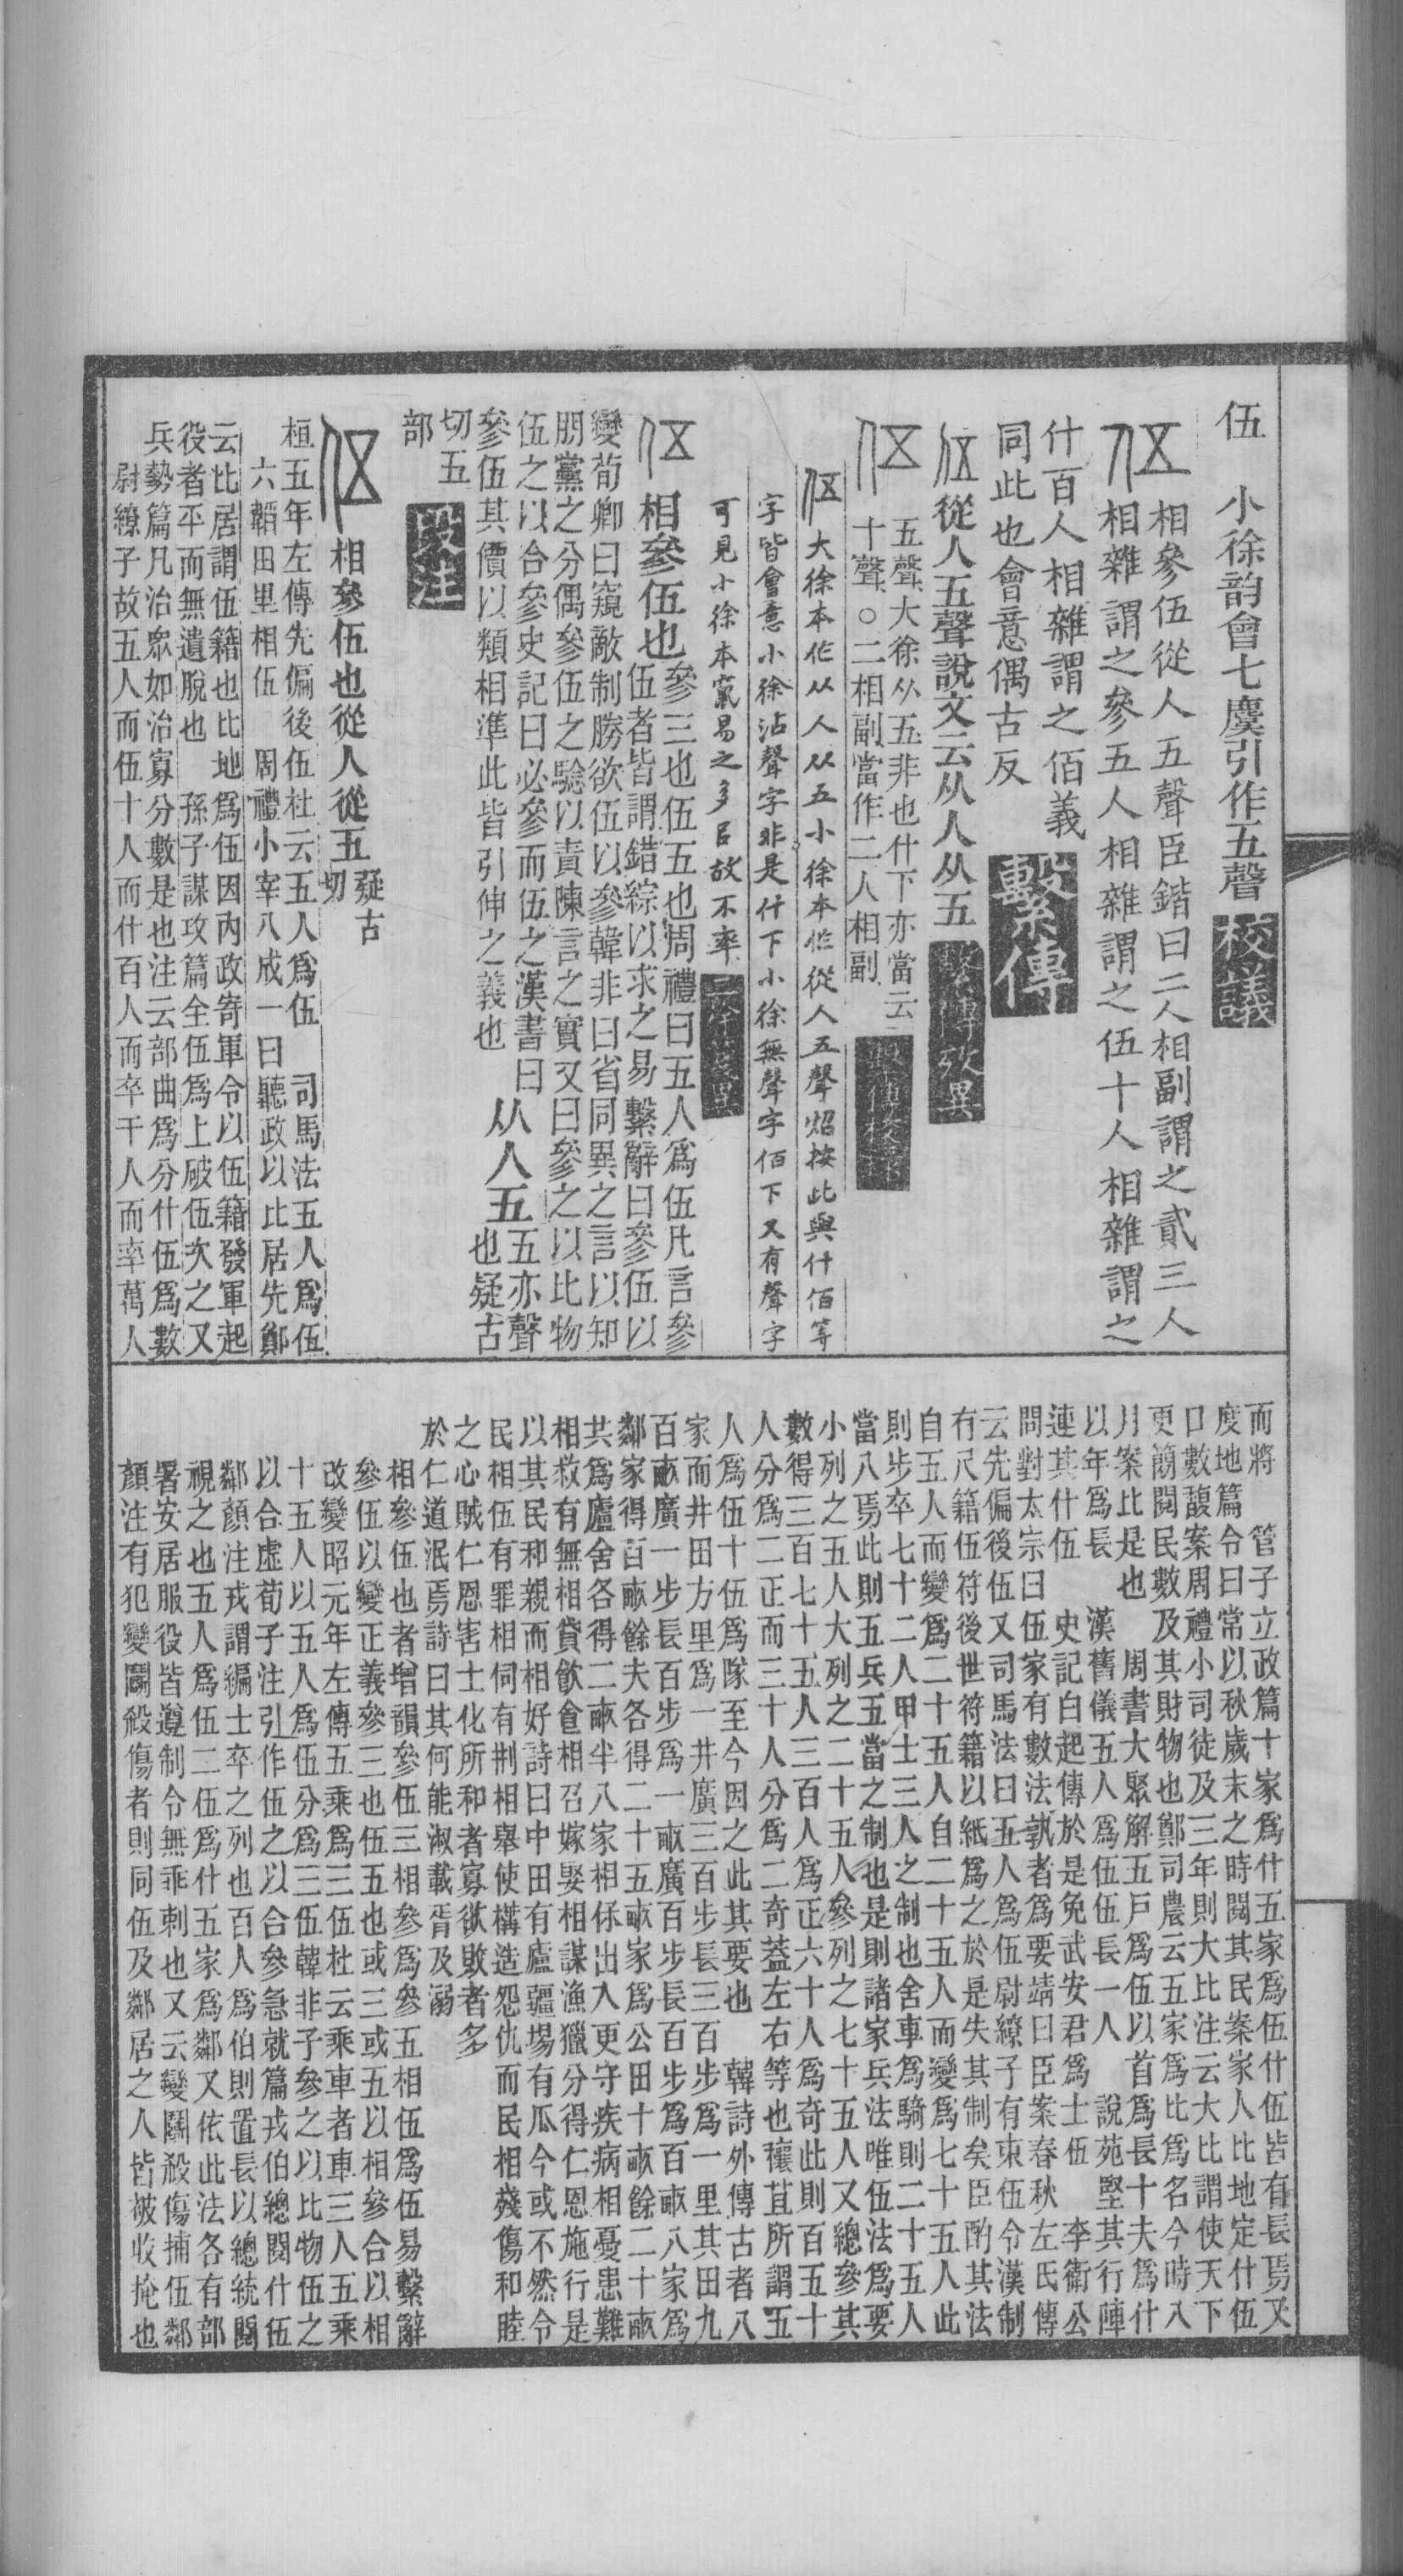 伍　小徐韵會七麌引作五聲 校議
伍 相參伍從人五聲臣鍇曰二人相副謂之貳三人
相雜謂之參五人相雜謂之伍十人相雜謂之
什百人相雜謂之佰義
同此也會意偶古反 繫傳
伍從人五聲說文云从人从五 繫傳攷異
伍 五聲大徐从五非也什下亦當云
十聲○二相副當作二人相副
伍大徐本作从人从五小徐本作從人五聲炤按此與什佰等
字皆會意小徐沾聲字非是什下小徐無聲字佰下又有聲字
可見小徐本竄易之多呂故不率 二徐箋異
伍 相參伍也 參三也伍五也周禮曰五人爲伍凡言參
伍者皆謂錯綜以求之易繫辭曰參伍以
變荀卿曰窺敵制勝欲伍以參韓非曰省同異之言以知
朋黨之分偶參伍之驗以責陳言之實又曰參之以比物
伍之以合參史記曰必參而伍之漢書曰
參伍其價以類相準此皆引伸之義也
从人五 五亦聲
也疑古
切五
部 段注
伍 相參伍也從人從五 疑古
切
桓五年左傳先偏後伍杜云五人爲伍　司馬法五人爲伍
六韜田里相伍　周禮小宰八成一曰聽政以比居先鄭
云比居謂伍籍也比地爲伍因內政寄軍令以伍籍發軍起
役者平而無遺脫也　孫子謀攻篇全伍爲上破伍次之又
兵勢篇凡治眾如治寡分數是也注云部曲爲分什伍爲數
尉繚子故五人而伍十人而什百人而卒千人而率萬人
而將　管子立政篇十家爲什五家爲伍什伍皆有長焉又
度地篇令曰常以秋歲末之時閱其民案家人比地定什伍
口數馥案周禮小司徒及三年則大比注云大比謂使天下
更簡閱民數及其財物也鄭司農云五家爲比爲名今時八
月案比是也　周書大聚解五戶爲伍以首爲長十夫爲什
以年爲長　漢舊儀五人爲伍伍長一人　說苑堅其行陣
連其什伍　史記白起傳於是免武安君爲士伍　李衛公
問對太宗曰伍家有數法孰者爲要靖曰臣案春秋左氏傳
云先偏後伍又司馬法曰五人爲伍尉繚子有束伍令漢制
有尺籍伍符後世符籍以紙爲之於是失其制矣臣酌其法
自五人而變爲二十五人自二十五人而變爲七十五人此
則步卒七十二人甲士三人之制也舍車爲騎則二十五人
當八焉此則五兵五當之制也是則諸家兵法唯伍法爲要
小列之五人大列之二十五人參列之七十五人又總參其
數得三百七十五人三百人爲正六十人爲奇此則百五十
人分爲二正而三十人分爲二奇蓋左右等也穰苴所謂五
人爲伍十伍爲隊至今因之此其要也　韓詩外傳古者八
家而井田方里爲一井廣三百步長三百步爲一里其田九
百畝廣一步長百步爲一畝廣百步長百步爲百畝八家爲
鄰家得百畝餘夫各得二十五畝家爲公田十畝餘二十畝
共爲廬舍各得二畝半八家相保出入更守疾病相憂患難
相救有無相貸飲食相召嫁娶相謀漁獵分得仁恩施行是
以其民和親而相好詩曰中田有廬疆場有瓜今或不然令
民相伍有罪相伺有刑相舉使構造怨仇而民相殘傷和睦
之心賊仁恩害士化所和者寡欲敗者多
於仁道泯焉詩曰其何能淑載胥及溺
相參伍也者增韻參伍三相參爲參五相伍爲伍易繫辭
參伍以變正義參三也伍五也或三或五以相參合以相
改變昭元年左傳五乘爲三伍杜云乘車者車三人五乘
十五人以五人爲伍分爲三伍韓非子參之以比物伍之
以合虛荀子注引作伍之以合參急就篇戎伯總閱什伍
鄰顏注戎謂編士卒之列也百人爲伯則置長以總統閱
視之也五人爲伍二伍爲什五家爲鄰又依此法各有部
署安居服役皆遵制令無乖剌也又云變鬭殺傷捕伍鄰
顏注有犯變鬭殺傷者則同伍及鄰居之人皆被收掩也